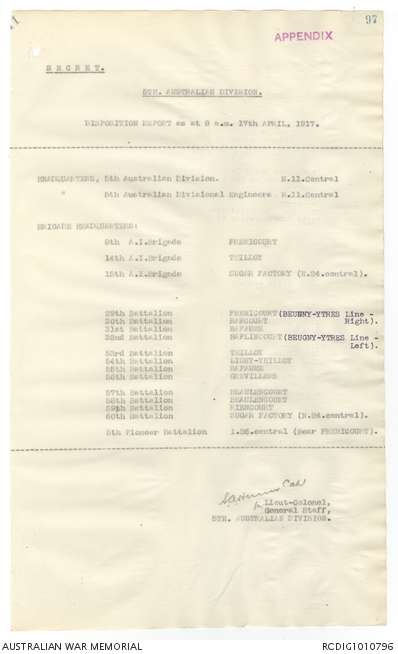 97
APPENDIX
SECRET.
5TH. AUSTRALIAN DIVISION.
DISPOSITION REPORT as at 9 a.m. 17th APRIL, 1917.
HEADQUARTERS, 5th Australian Division. N.11.Central
" 5th Australian Divisional Engineers N.11.Central
BRIGADE HEADQUARTERS:
8th A.I.Brigade FREMICOURT
14th A.I.Brigade THILLOY
15th A.I.Brigade SUGAR FACTORY (N.24.central).
29th Battalion FREMICOURT (BEUNNY-YTRES Line -
30th Battalion BANCOURT Right).
31st Battalion BAPAUME
32nd Battalion HAPLINCOURT (BEUGNY-YTRES Line -
Left).
53rd Battalion THILLOY
54th Battalion LIGNY-THILLOY
55th Battalion BAPAUME
56th Battalion GREVILLERS
57th Battalion BEAULENCOURT
58th Battalion BEAULENCOURT
59th Battalion RIENCOURT
60th Battalion SUGAR FACTORY (N.24.central).
5th Pioneer Battalion I.26.central (Near FREMICOURT).
Lieut-Colonel,
General Staff,
5TH. AUSTRALIAN DIVISION.
AUSTRALIAN WAR MEMORIAL RCDIG1010796